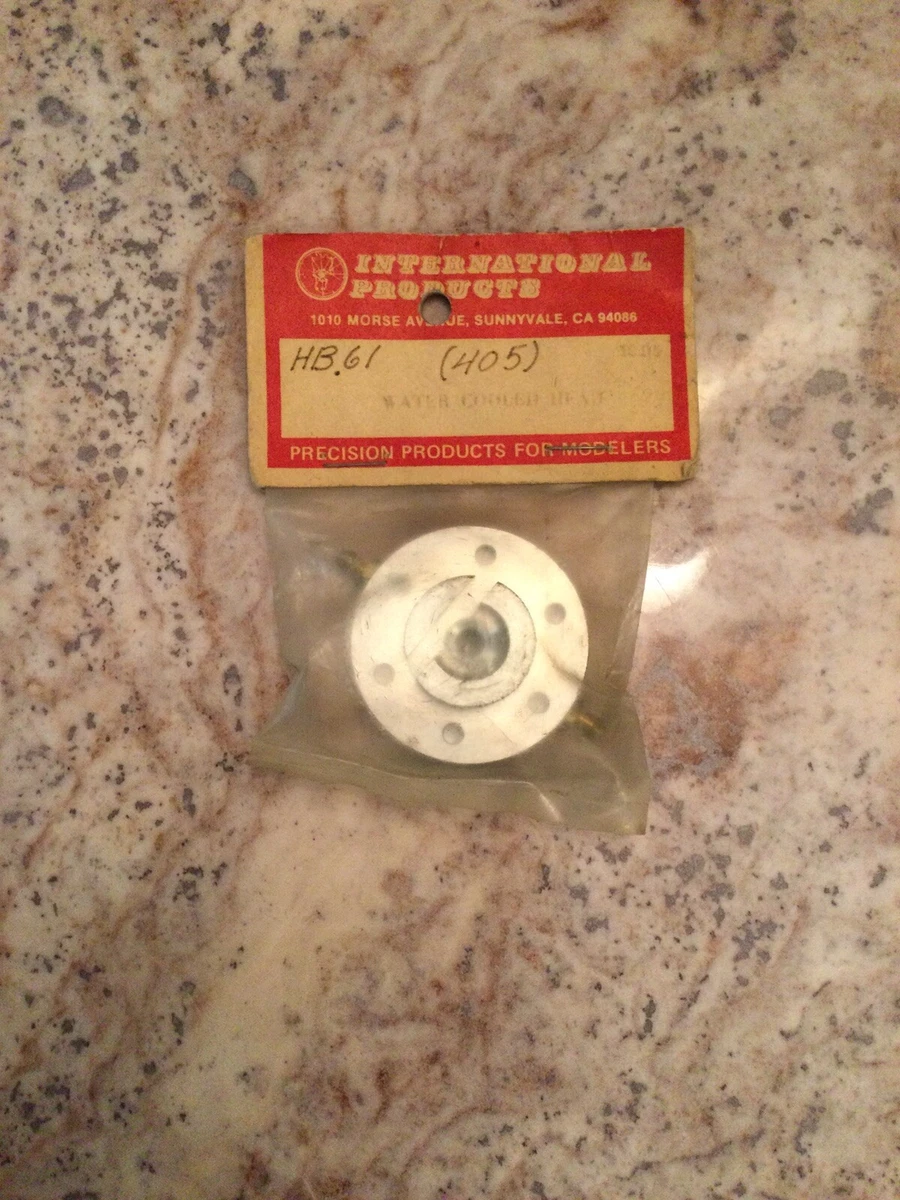 INTERNATIONAL
PRODUCTS
1010 MORSE AVENUE, SUNNYVALE, CA 94086
HB.61 (405)
WATER COOLED HEAD
PRECISION PRODUCTS FOR MODELERS